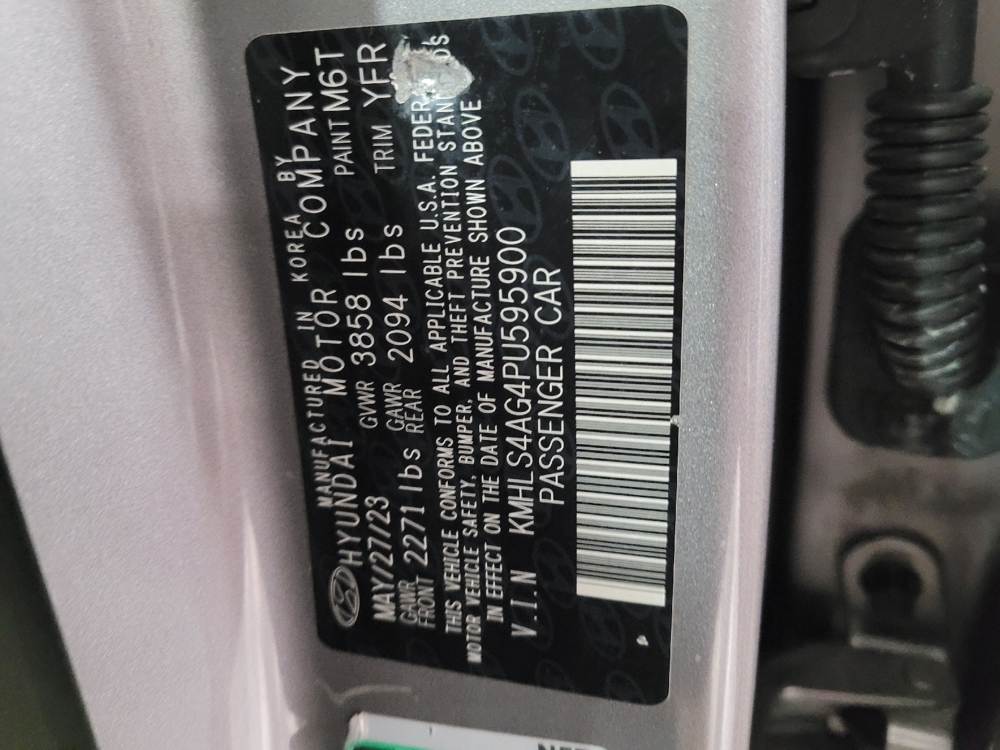 MANUFACTURED IN KOREA BY
HYUNDAI MOTOR COMPANY
MAY/27/23 GVWR 3858 lbs PAINT M6T
GAWR FRONT 2271 lbs GAWR REAR 2094 lbs TRIM YFR
THIS VEHICLE CONFORMS TO ALL APPLICABLE U.S.A. FEDER
MOTOR VEHICLE SAFETY, BUMPER, AND THEFT PREVENTION
IN EFFECT ON THE DATE OF MANUFACTURE SHOWN ABOVE
V.I.N KMHLS4AG4PU595900
PASSENGER CAR